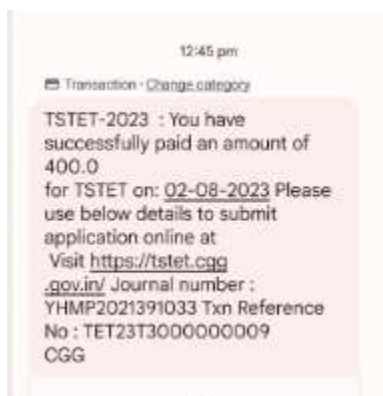 12:45 pm
Transaction • Change category
TSTET-2023 : You have
successfully paid an amount of
400.0
for TSTET on: 02-08-2023 Please
use below details to submit
application online at
Visit https://tstet.cgg
.gov.in/ Journal number :
YHMP2021391033 Txn Reference
No : TET23T3000000009
CGG